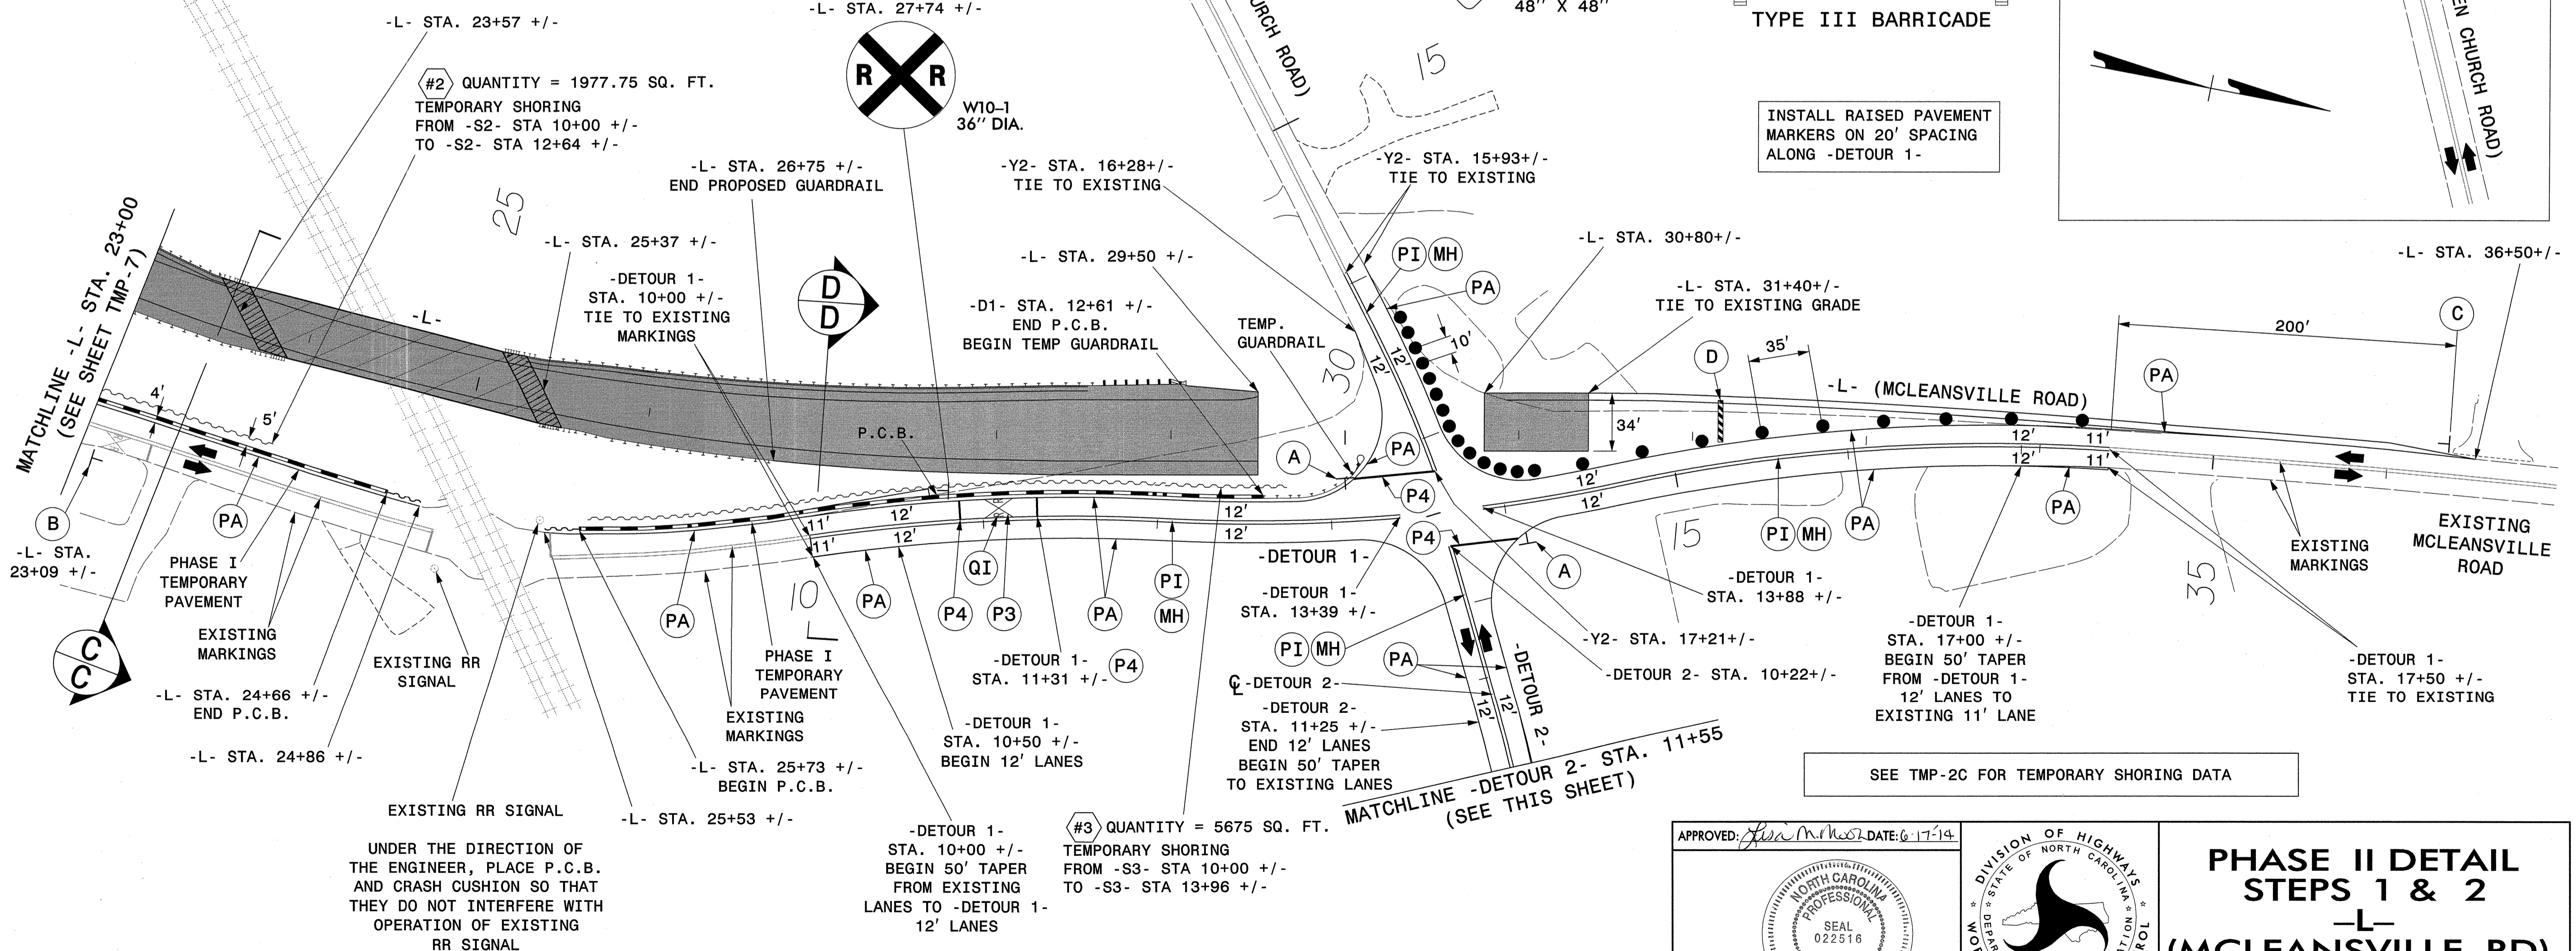 -L- STA. 23+57 +/-
-L- STA. 27+74 +/-
R R
W10-1
36" DIA.
48" X 48"
TYPE III BARRICADE
#2 QUANTITY = 1977.75 SQ. FT.
TEMPORARY SHORING
FROM -S2- STA 10+00 +/-
TO -S2- STA 12+64 +/-
INSTALL RAISED PAVEMENT
MARKERS ON 20' SPACING
ALONG -DETOUR 1-
URCH ROAD)
EN CHURCH ROAD)
15
25
-L- STA. 26+75 +/-
END PROPOSED GUARDRAIL
-Y2- STA. 16+28+/-
TIE TO EXISTING
-Y2- STA. 15+93+/-
TIE TO EXISTING
MATCHLINE -L- STA. 23+00
(SEE SHEET TMP-7)
-L- STA. 25+37 +/-
-DETOUR 1-
STA. 10+00 +/-
TIE TO EXISTING
MARKINGS
D
D
-L- STA. 29+50 +/-
-D1- STA. 12+61 +/-
END P.C.B.
BEGIN TEMP GUARDRAIL
TEMP.
GUARDRAIL
PI MH
PA
-L- STA. 30+80+/-
-L- STA. 31+40+/-
TIE TO EXISTING GRADE
-L- STA. 36+50+/-
C
200'
35'
D
10'
30
12'
12'
-L-
-L- (MCLEANSVILLE ROAD)
PA
34'
4'
5'
P.C.B.
A
PA
P4
12'
11'
12'
11'
12'
12'
B
-L- STA.
23+09 +/-
PA
PHASE I
TEMPORARY
PAVEMENT
EXISTING
MARKINGS
C
C
-L- STA. 24+66 +/-
END P.C.B.
-L- STA. 24+86 +/-
EXISTING RR
SIGNAL
11'
11'
12'
12'
12'
12'
10
PA
PHASE I
TEMPORARY
PAVEMENT
EXISTING
MARKINGS
PA
P4
QI
P3
PA
PI
MH
-DETOUR 1-
STA. 11+31 +/-
P4
-DETOUR 1-
STA. 10+50 +/-
BEGIN 12' LANES
-L- STA. 25+73 +/-
BEGIN P.C.B.
-L- STA. 25+53 +/-
EXISTING RR SIGNAL
UNDER THE DIRECTION OF
THE ENGINEER, PLACE P.C.B.
AND CRASH CUSHION SO THAT
THEY DO NOT INTERFERE WITH
OPERATION OF EXISTING
RR SIGNAL
-DETOUR 1-
STA. 10+00 +/-
BEGIN 50' TAPER
FROM EXISTING
LANES TO -DETOUR 1-
12' LANES
#3 QUANTITY = 5675 SQ. FT.
TEMPORARY SHORING
FROM -S3- STA 10+00 +/-
TO -S3- STA 13+96 +/-
-DETOUR 1-
-DETOUR 1-
STA. 13+39 +/-
P4
A
PI MH
PA
℄ -DETOUR 2-
-DETOUR 2-
STA. 11+25 +/-
END 12' LANES
BEGIN 50' TAPER
TO EXISTING LANES
12'
12'
-DETOUR 2-
MATCHLINE -DETOUR 2- STA. 11+55
(SEE THIS SHEET)
-Y2- STA. 17+21+/-
-DETOUR 2- STA. 10+22+/-
-DETOUR 1-
STA. 13+88 +/-
15
PI MH
PA
PA
35
-DETOUR 1-
STA. 17+00 +/-
BEGIN 50' TAPER
FROM -DETOUR 1-
12' LANES TO
EXISTING 11' LANE
EXISTING
MARKINGS
EXISTING
MCLEANSVILLE
ROAD
-DETOUR 1-
STA. 17+50 +/-
TIE TO EXISTING
SEE TMP-2C FOR TEMPORARY SHORING DATA
APPROVED: Lisa M. Moon DATE: 6-17-14
NORTH CAROLINA
PROFESSIONAL
SEAL
022516
DIVISION OF HIGHWAYS
STATE OF NORTH CAROLINA
PHASE II DETAIL
STEPS 1 & 2
-L-
(MCLEANSVILLE RD)